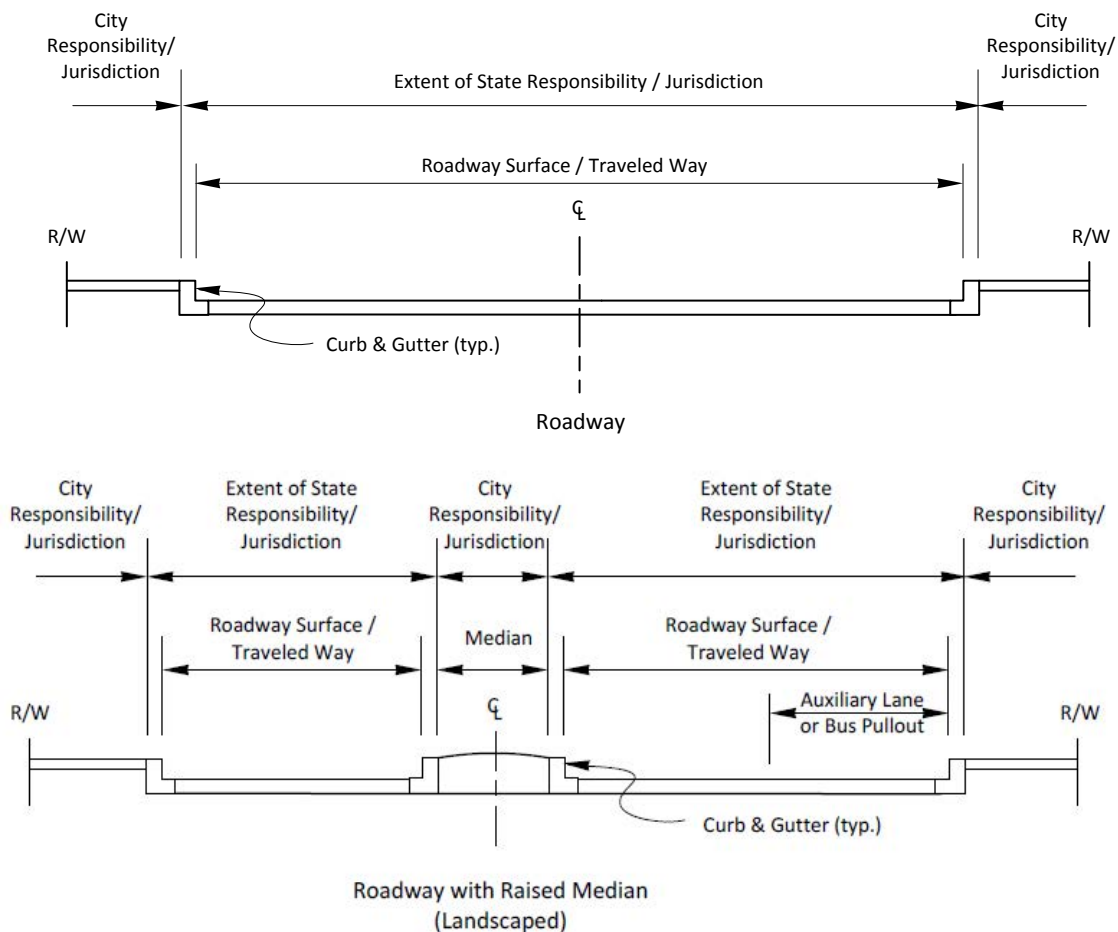 City
Responsibility/
Jurisdiction
Extent of State Responsibility / Jurisdiction
City
Responsibility/
Jurisdiction
Roadway Surface / Traveled Way
℄
R/W
R/W
Curb & Gutter (typ.)
Roadway
City
Responsibility/
Jurisdiction
Extent of State
Responsibility/
Jurisdiction
City
Responsibility/
Jurisdiction
Extent of State
Responsibility/
Jurisdiction
City
Responsibility/
Jurisdiction
Roadway Surface /
Traveled Way
Median
Roadway Surface /
Traveled Way
Auxiliary Lane
or Bus Pullout
R/W
℄
R/W
Curb & Gutter (typ.)
Roadway with Raised Median
(Landscaped)